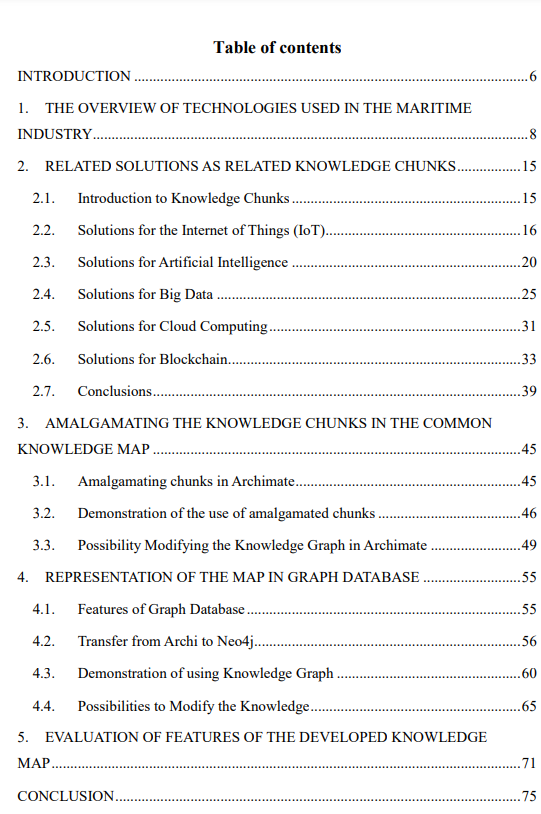 Table of contents
INTRODUCTION ........................................................................................................ 6
1. THE OVERVIEW OF TECHNOLOGIES USED IN THE MARITIME
INDUSTRY................................................................................................................. 8
2. RELATED SOLUTIONS AS RELATED KNOWLEDGE CHUNKS................. 15
2.1. Introduction to Knowledge Chunks ............................................................. 15
2.2. Solutions for the Internet of Things (IoT).................................................... 16
2.3. Solutions for Artificial Intelligence ............................................................. 20
2.4. Solutions for Big Data ................................................................................. 25
2.5. Solutions for Cloud Computing................................................................... 31
2.6. Solutions for Blockchain.............................................................................. 33
2.7. Conclusions.................................................................................................. 39
3. AMALGAMATING THE KNOWLEDGE CHUNKS IN THE COMMON
KNOWLEDGE MAP ................................................................................................. 45
3.1. Amalgamating chunks in Archimate............................................................ 45
3.2. Demonstration of the use of amalgamated chunks ...................................... 46
3.3. Possibility Modifying the Knowledge Graph in Archimate ........................ 49
4. REPRESENTATION OF THE MAP IN GRAPH DATABASE ......................... 55
4.1. Features of Graph Database ......................................................................... 55
4.2. Transfer from Archi to Neo4j....................................................................... 56
4.3. Demonstration of using Knowledge Graph ................................................. 60
4.4. Possibilities to Modify the Knowledge........................................................ 65
5. EVALUATION OF FEATURES OF THE DEVELOPED KNOWLEDGE
MAP........................................................................................................................... 71
CONCLUSION........................................................................................................... 75